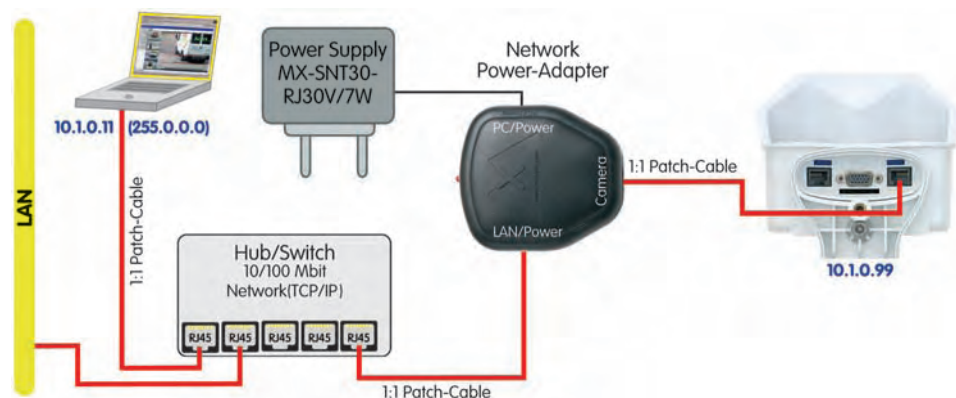 Power Supply
MX-SNT30-
RJ30V/7W
Network
Power-Adapter
10.1.0.11 (255.0.0.0)
PC/Power
Camera
LAN/Power
1:1 Patch-Cable
10.1.0.99
LAN
1:1 Patch-Cable
Hub/Switch
10/100 Mbit
Network(TCP/IP)
RJ45 RJ45 RJ45 RJ45 RJ45
1:1 Patch-Cable